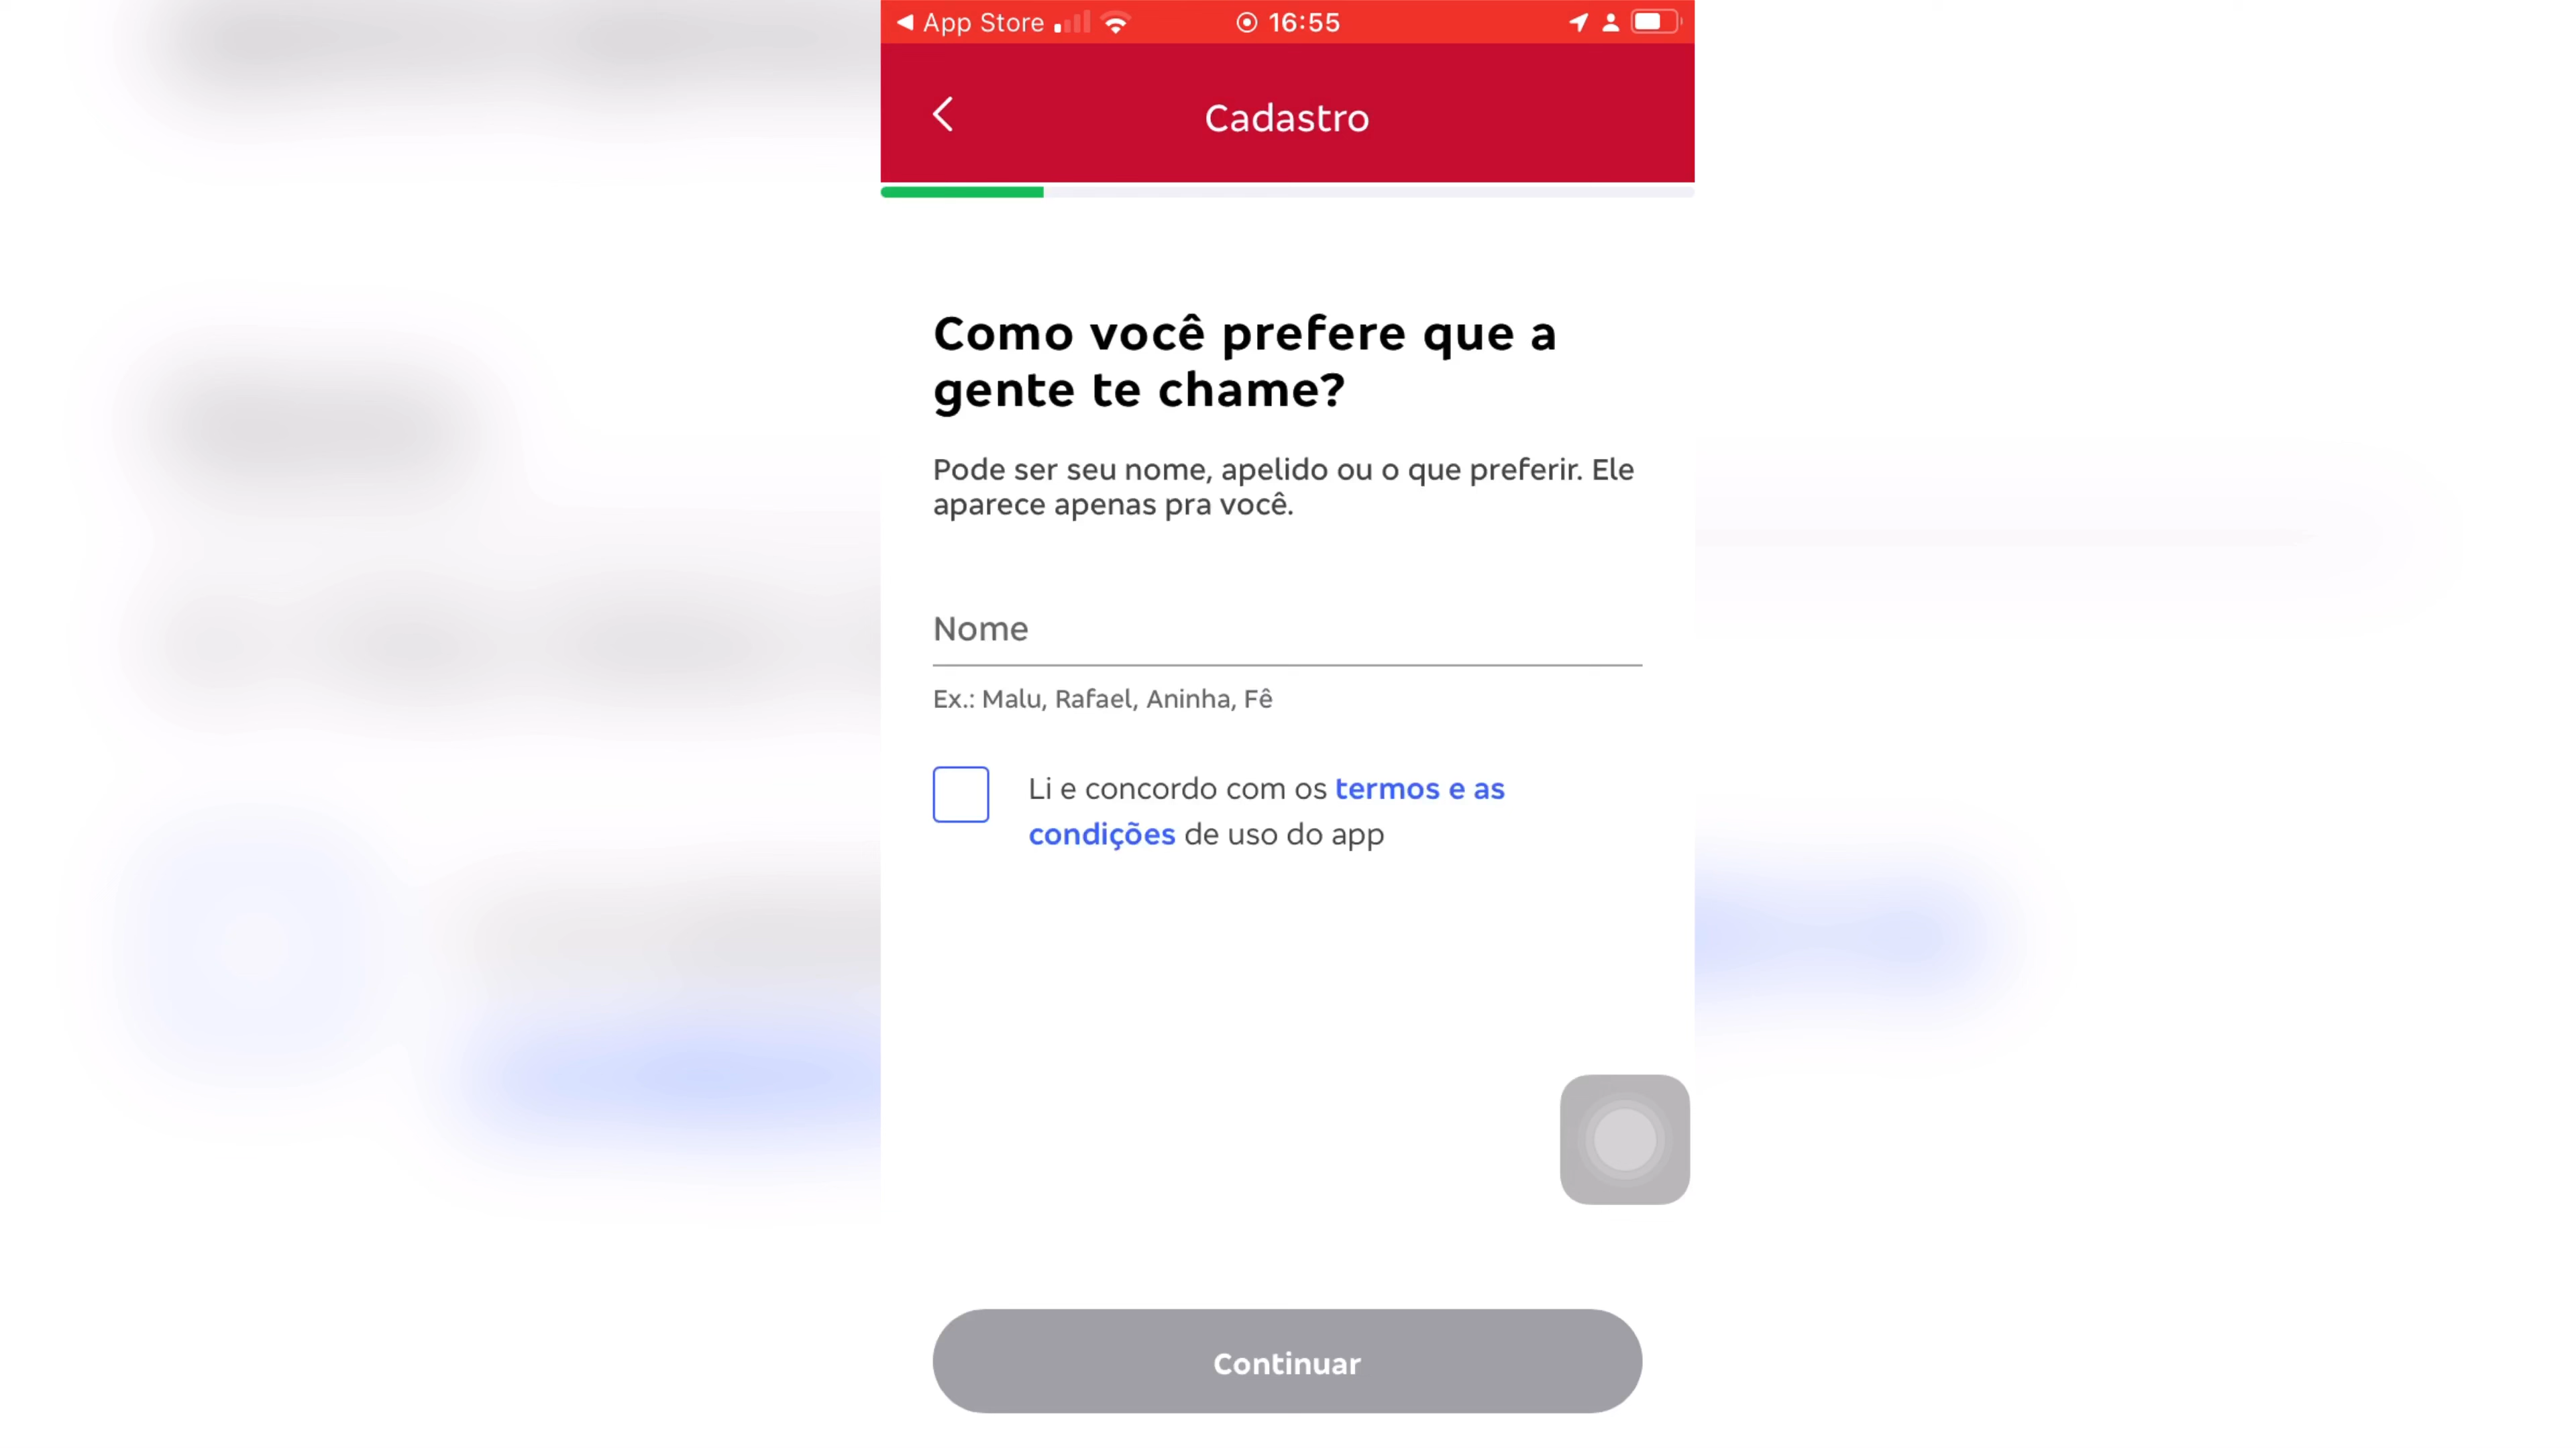 App Store 16:55
Cadastro
Como você prefere que a
gente te chame?
Pode ser seu nome, apelido ou o que preferir. Ele
aparece apenas pra você.
Nome
Ex.: Malu, Rafael, Aninha, Fê
Li e concordo com os termos e as
condições de uso do app
Continuar